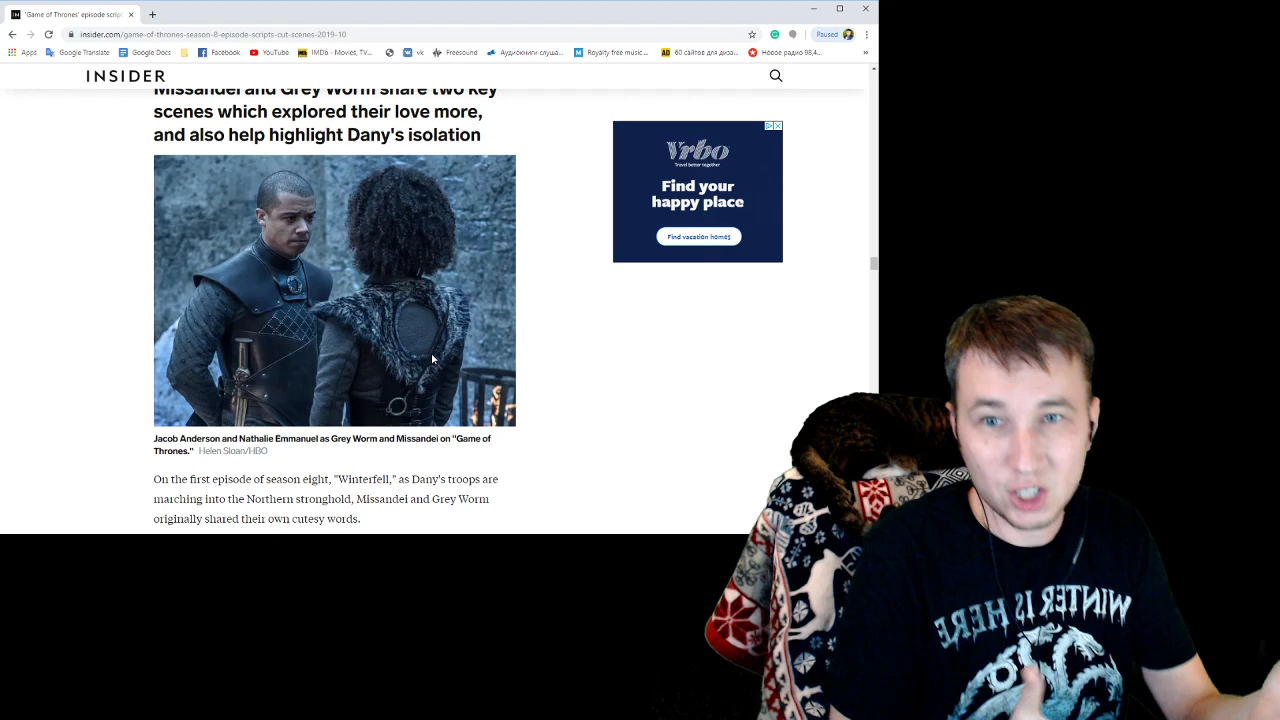 'Game of Thrones' episode scrip
insider.com/game-of-thrones-season-8-episode-scripts-cut-scenes-2019-10
Paused
Apps
Google Translate
Google Docs
Facebook
YouTube
IMDb - Movies, TV...
vk
Freesound
Аудиокниги слуша...
Royalty free music...
60 сайтов для диза...
Новое радио 98,4...
INSIDER
Missandei and Grey Worm share two key
scenes which explored their love more,
and also help highlight Dany's isolation
Vrbo
Travel better together
Find your
happy place
Find vacation homes
Jacob Anderson and Nathalie Emmanuel as Grey Worm and Missandei on "Game of
Thrones." Helen Sloan/HBO
On the first episode of season eight, "Winterfell," as Dany's troops are
marching into the Northern stronghold, Missandei and Grey Worm
originally shared their own cutesy words.
WINTER IS HERE